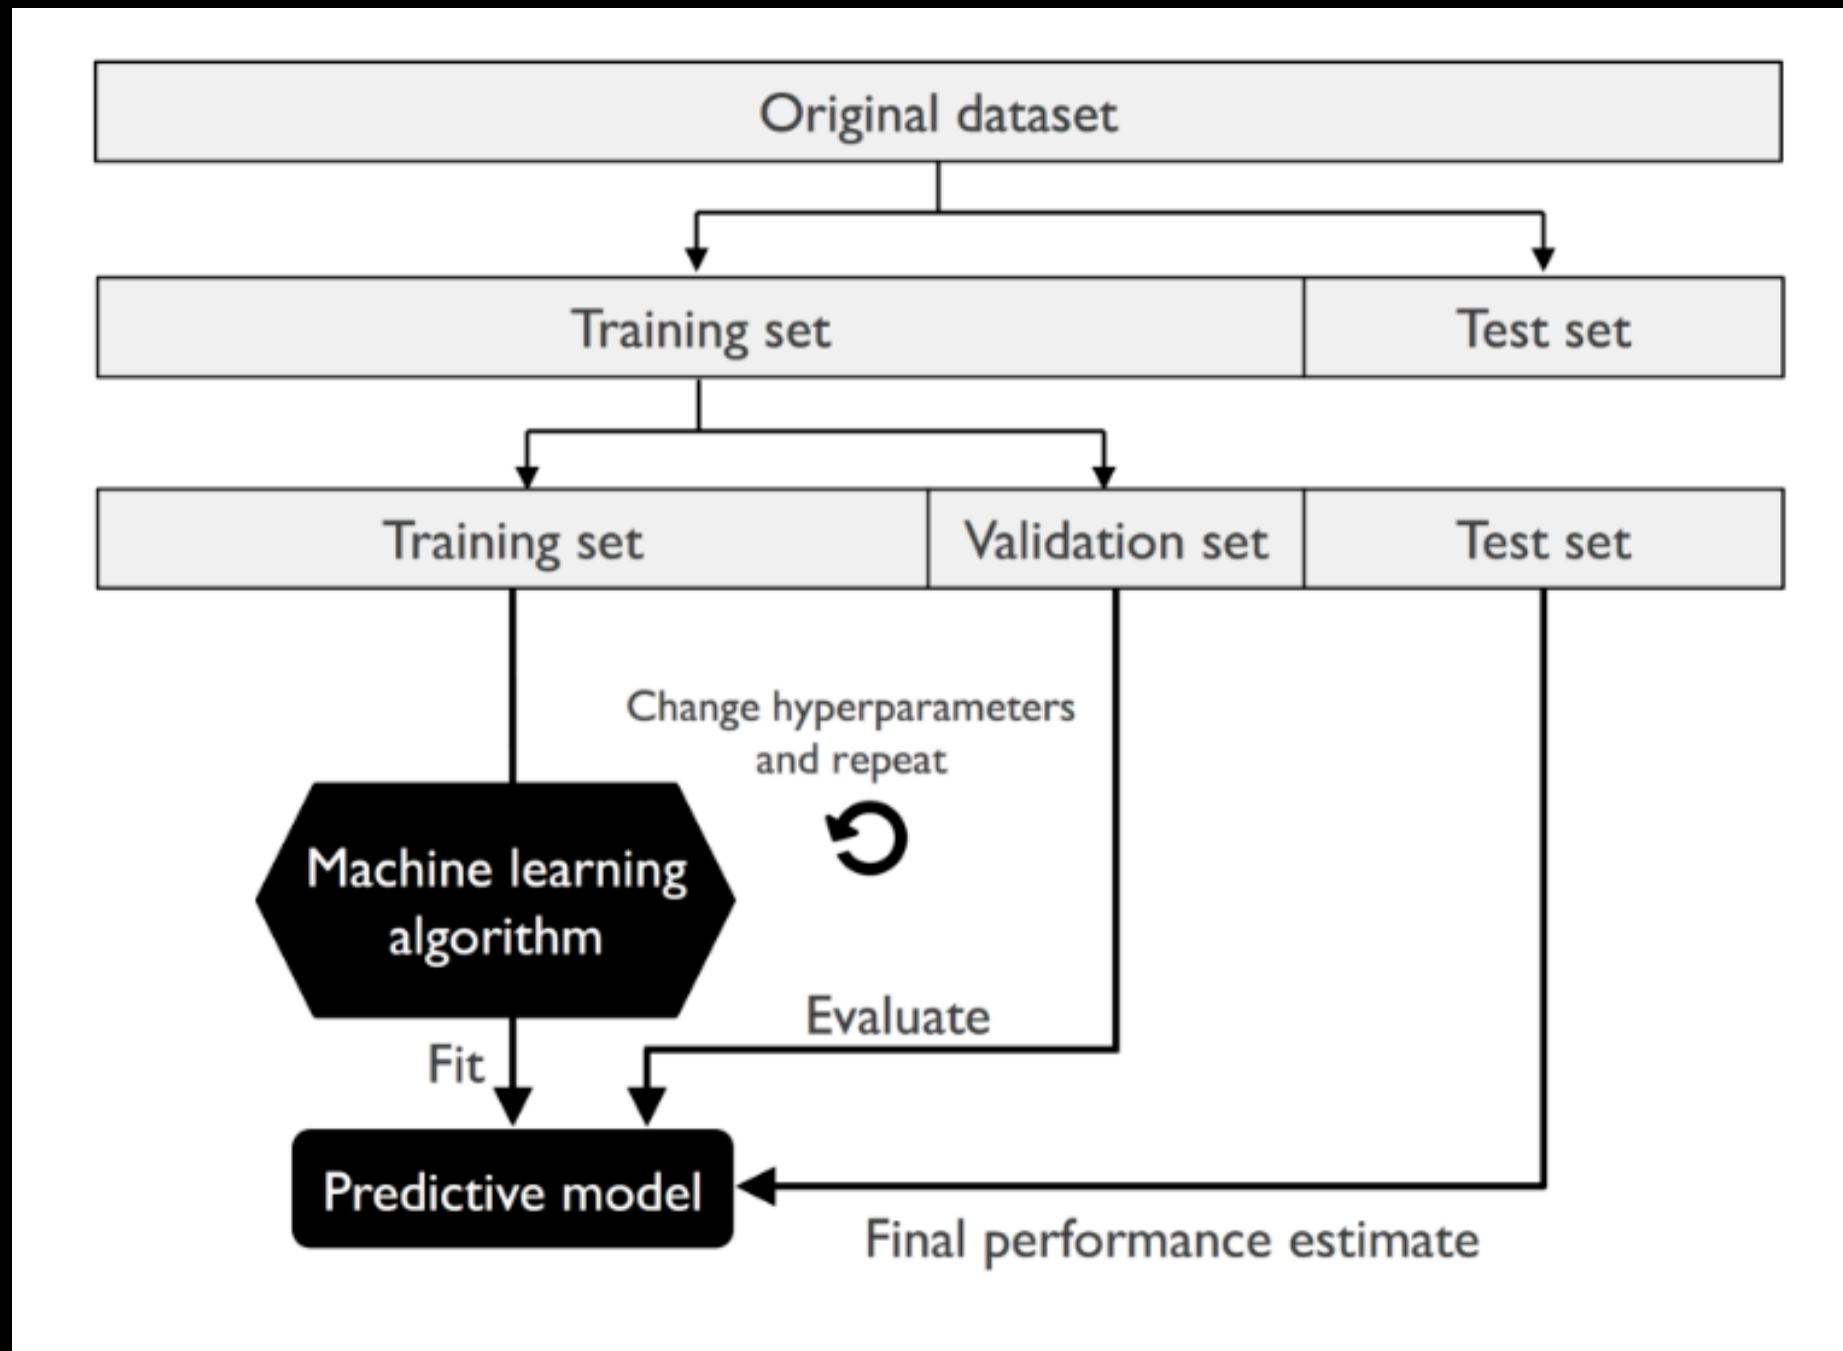 Original dataset
Training set
Test set
Training set
Validation set
Test set
Change hyperparameters
and repeat
Machine learning
algorithm
Evaluate
Fit
Predictive model
Final performance estimate